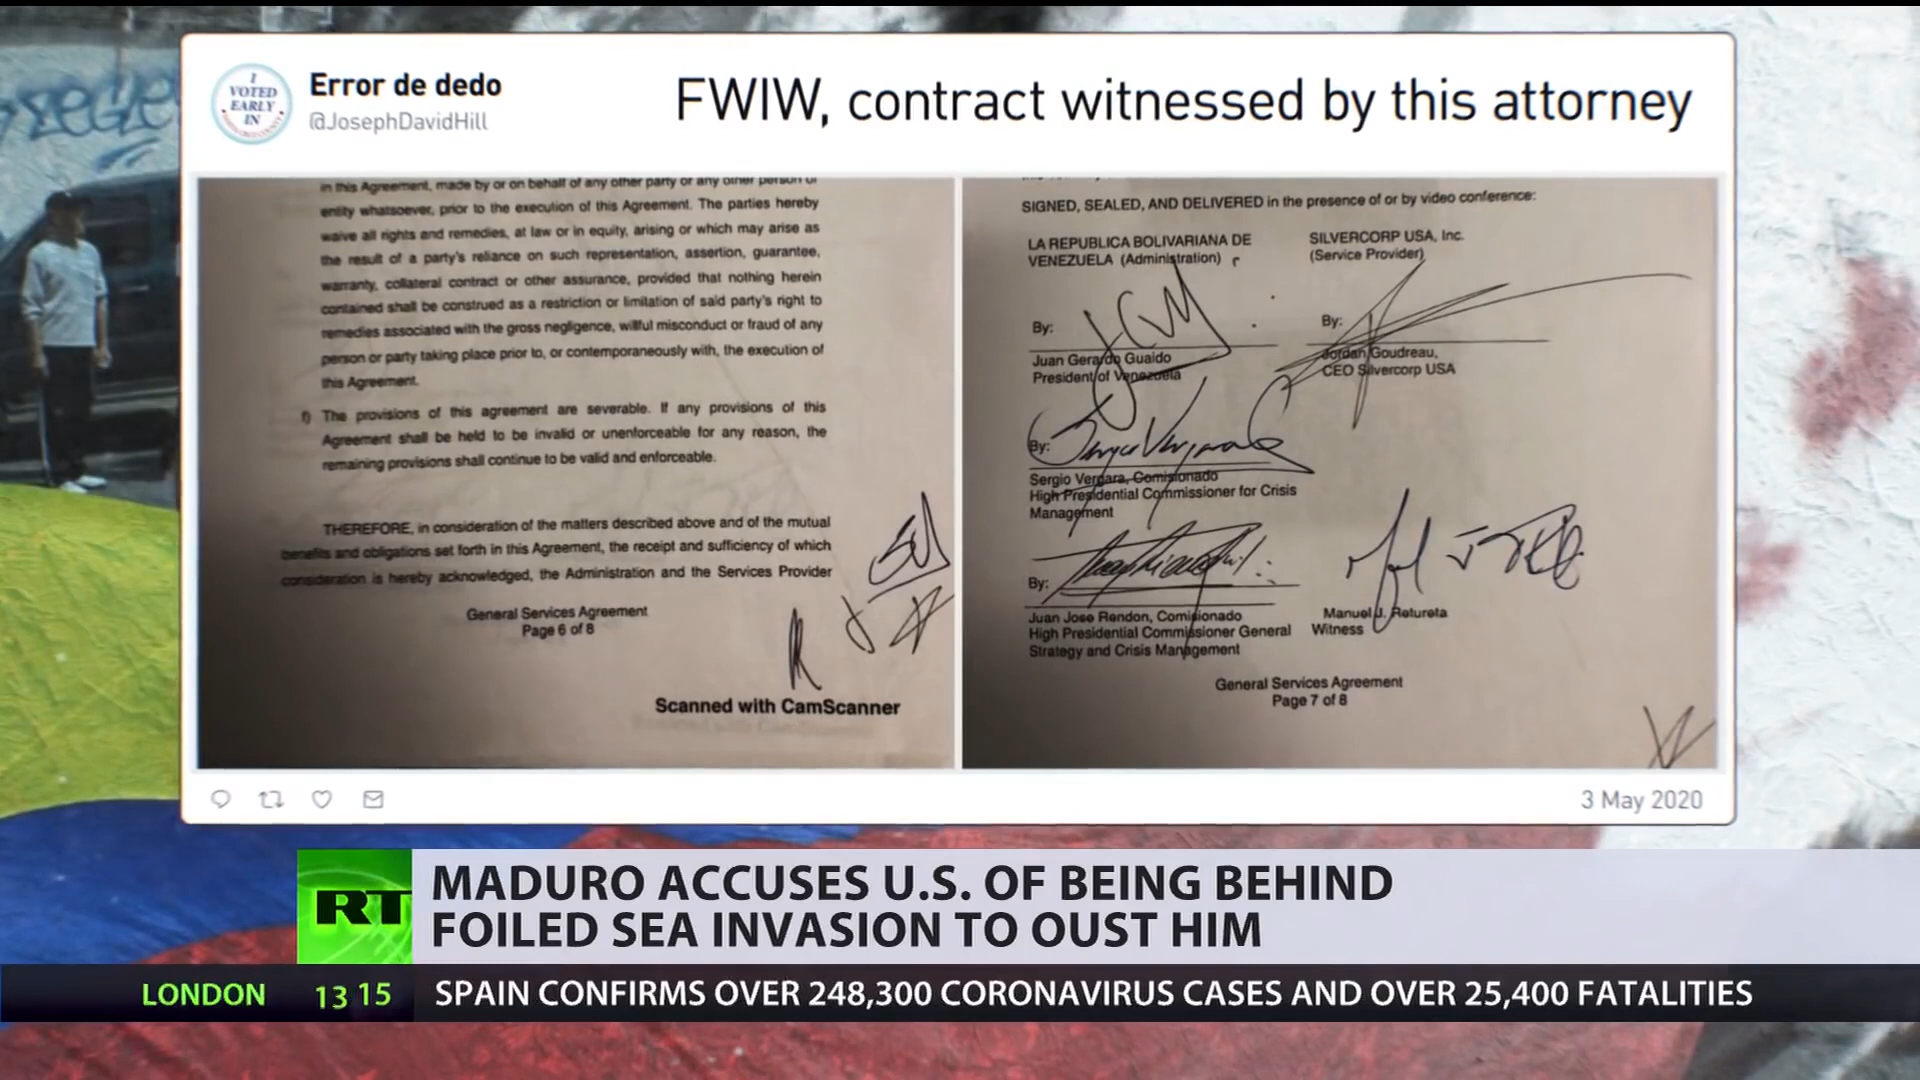 I
VOTED
EARLY
IN
Error de dedo
@JosephDavidHill
FWIW, contract witnessed by this attorney
in this Agreement, made by or on behalf of any other party or any other person or
entity whatsoever, prior to the execution of this Agreement. The parties hereby
waive all rights and remedies, at law or in equity, arising or which may arise as
the result of a party's reliance on such representation, assertion, guarantee,
warranty, collateral contract or other assurance, provided that nothing herein
contained shall be construed as a restriction or limitation of said party's right to
remedies associated with the gross negligence, willful misconduct or fraud of any
person or party taking place prior to, or contemporaneously with, the execution of
this Agreement.
f) The provisions of this agreement are severable. If any provisions of this
Agreement shall be held to be invalid or unenforceable for any reason, the
remaining provisions shall continue to be valid and enforceable.
THEREFORE, in consideration of the matters described above and of the mutual
benefits and obligations set forth in this Agreement, the receipt and sufficiency of which
consideration is hereby acknowledged, the Administration and the Services Provider
General Services Agreement
Page 6 of 8
Scanned with CamScanner
SIGNED, SEALED, AND DELIVERED in the presence of or by video conference:
LA REPUBLICA BOLIVARIANA DE
VENEZUELA (Administration)
SILVERCORP USA, Inc.
(Service Provider)
By:
Juan Gerardo Guaido
President of Venezuela
By:
Jordan Goudreau,
CEO Silvercorp USA
By:
Sergio Vergara, Comisionado
High Presidential Commissioner for Crisis
Management
By:
Juan Jose Rendon, Comisionado
High Presidential Commissioner General
Strategy and Crisis Management
Manuel J. Retureta
Witness
General Services Agreement
Page 7 of 8
3 May 2020
RT
MADURO ACCUSES U.S. OF BEING BEHIND
FOILED SEA INVASION TO OUST HIM
LONDON 13 15 SPAIN CONFIRMS OVER 248,300 CORONAVIRUS CASES AND OVER 25,400 FATALITIES